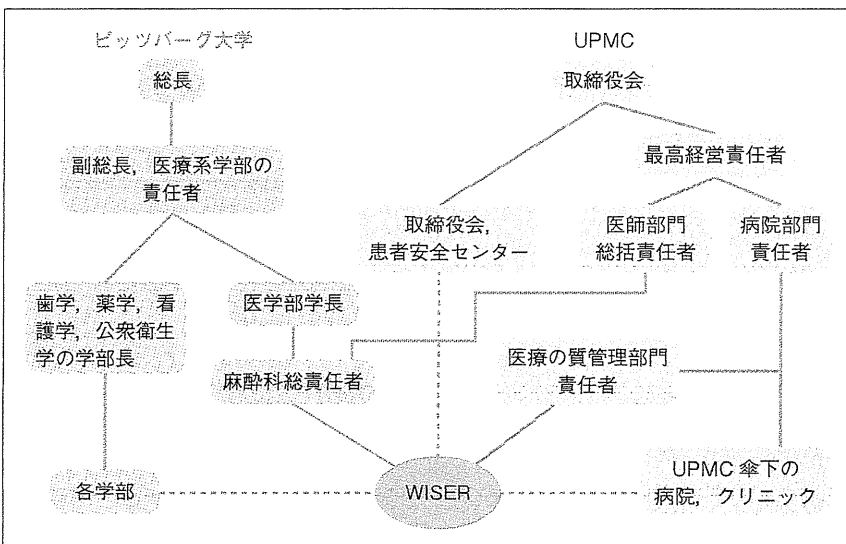 ピッツバーグ大学
総長
副総長，医療系学部の
責任者
歯学，薬学，看
護学，公衆衛生
学の学部長
医学部学長
麻酔科総責任者
各学部
UPMC
取締役会
最高経営責任者
取締役会，
患者安全センター
医師部門
総括責任者
病院部門
責任者
医療の質管理部門
責任者
WISER
UPMC 傘下の
病院，クリニック